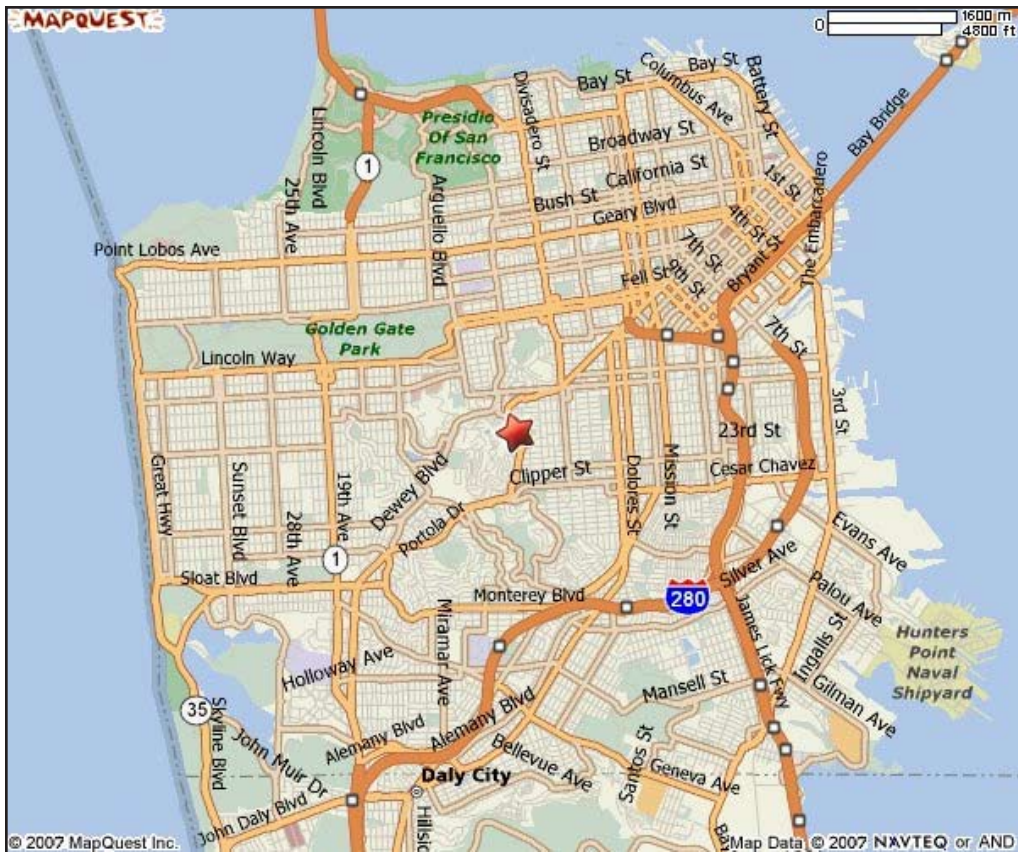 MAPQUEST.
0
1600 m
4800 ft
Bay St
Bay St
Columbus Ave
Battery St
Divisadero St
Lincoln Blvd
Presidio
Of San
Francisco
Broadway St
Bay Bridge
1
California St
1st St
25th Ave
Arguello Blvd
Bush St
Geary Blvd
4th St
St
The Embarcadero
Point Lobos Ave
7th St
Bryant St
Fell St
9th St
Golden Gate
Park
7th St
Lincoln Way
3rd St
23rd St
Great Hwy
Sunset Blvd
28th Ave
19th Ave
Dewey Blvd
Clipper St
Dolores St
Mission St
Cesar Chavez
Portola Dr
Evans Ave
1
Sloat Blvd
Silver Ave
Monterey Blvd
280
Palou Ave
James Lick Fwy
Miramar Ave
Ingalls St
Hunters
Point
Naval
Shipyard
Holloway Ave
Mansell St
Gilman Ave
35
Skyline Blvd
John Muir Dr
Alemany Blvd
Alemany Blvd
Bellevue Ave
Santos St
Geneva Ave
Daly City
John Daly Blvd
Hillsid
Ba
© 2007 MapQuest Inc.
Map Data © 2007 NAVTEQ or AND